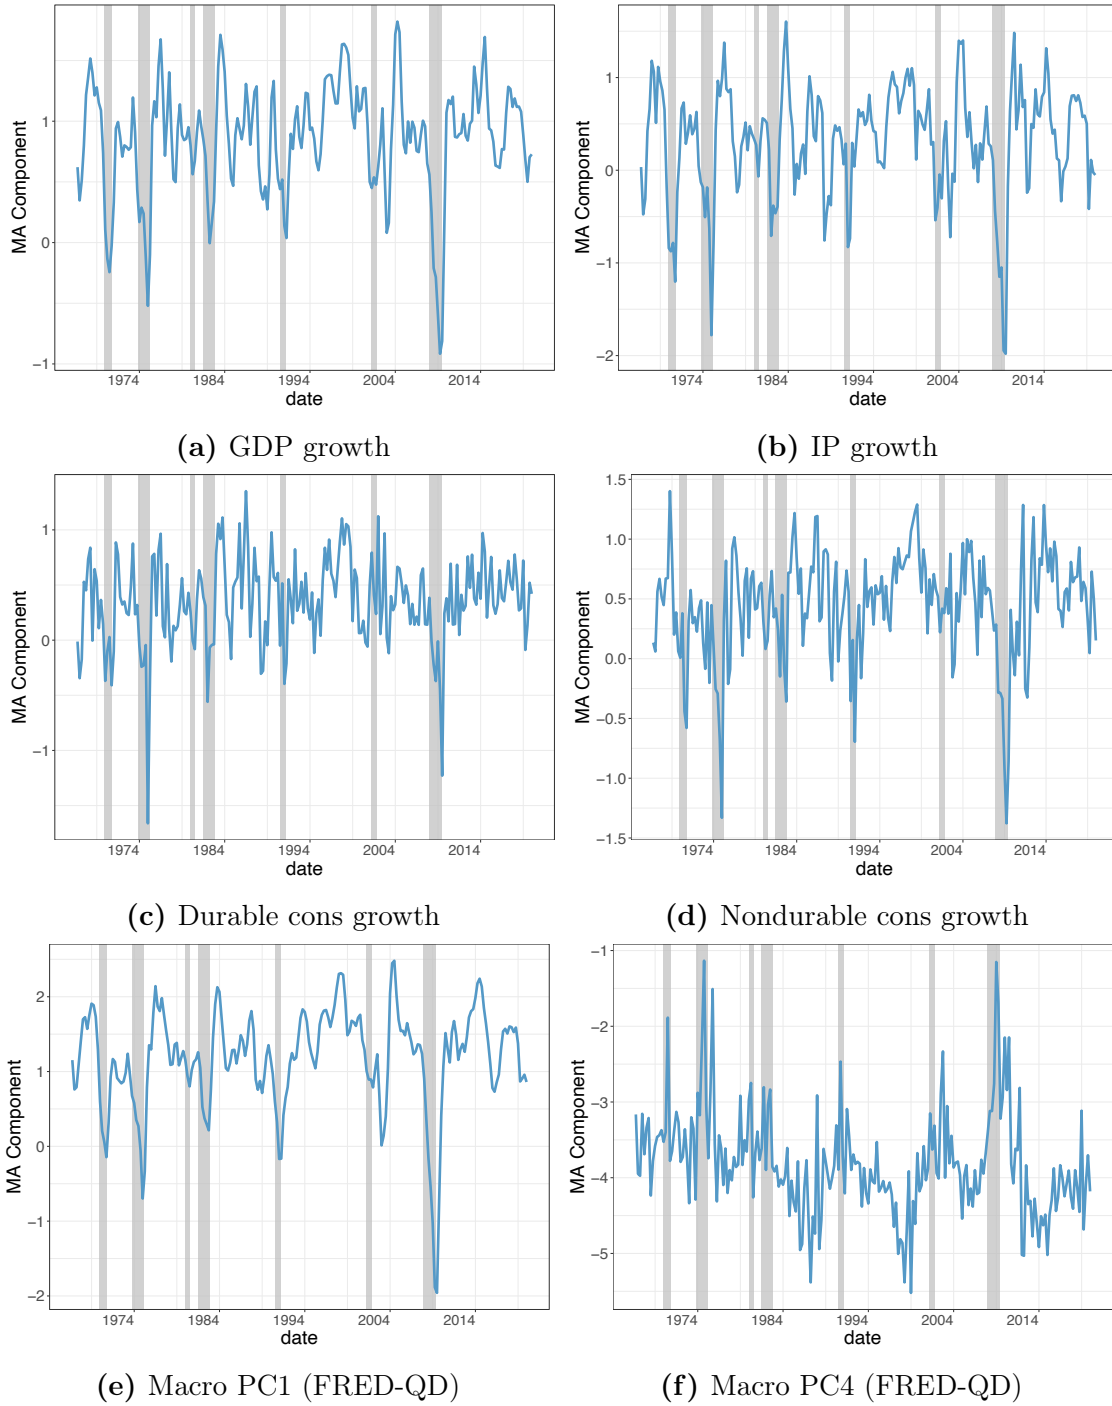 MA Component
1
0
−1
1974 1984 1994 2004 2014
date
(a) GDP growth
MA Component
1
0
−1
−2
1974 1984 1994 2004 2014
date
(b) IP growth
MA Component
1
0
−1
1974 1984 1994 2004 2014
date
(c) Durable cons growth
MA Component
1.5
1.0
0.5
0.0
−0.5
−1.0
−1.5
1974 1984 1994 2004 2014
date
(d) Nondurable cons growth
MA Component
2
1
0
−1
−2
1974 1984 1994 2004 2014
date
(e) Macro PC1 (FRED-QD)
MA Component
−1
−2
−3
−4
−5
1974 1984 1994 2004 2014
date
(f) Macro PC4 (FRED-QD)